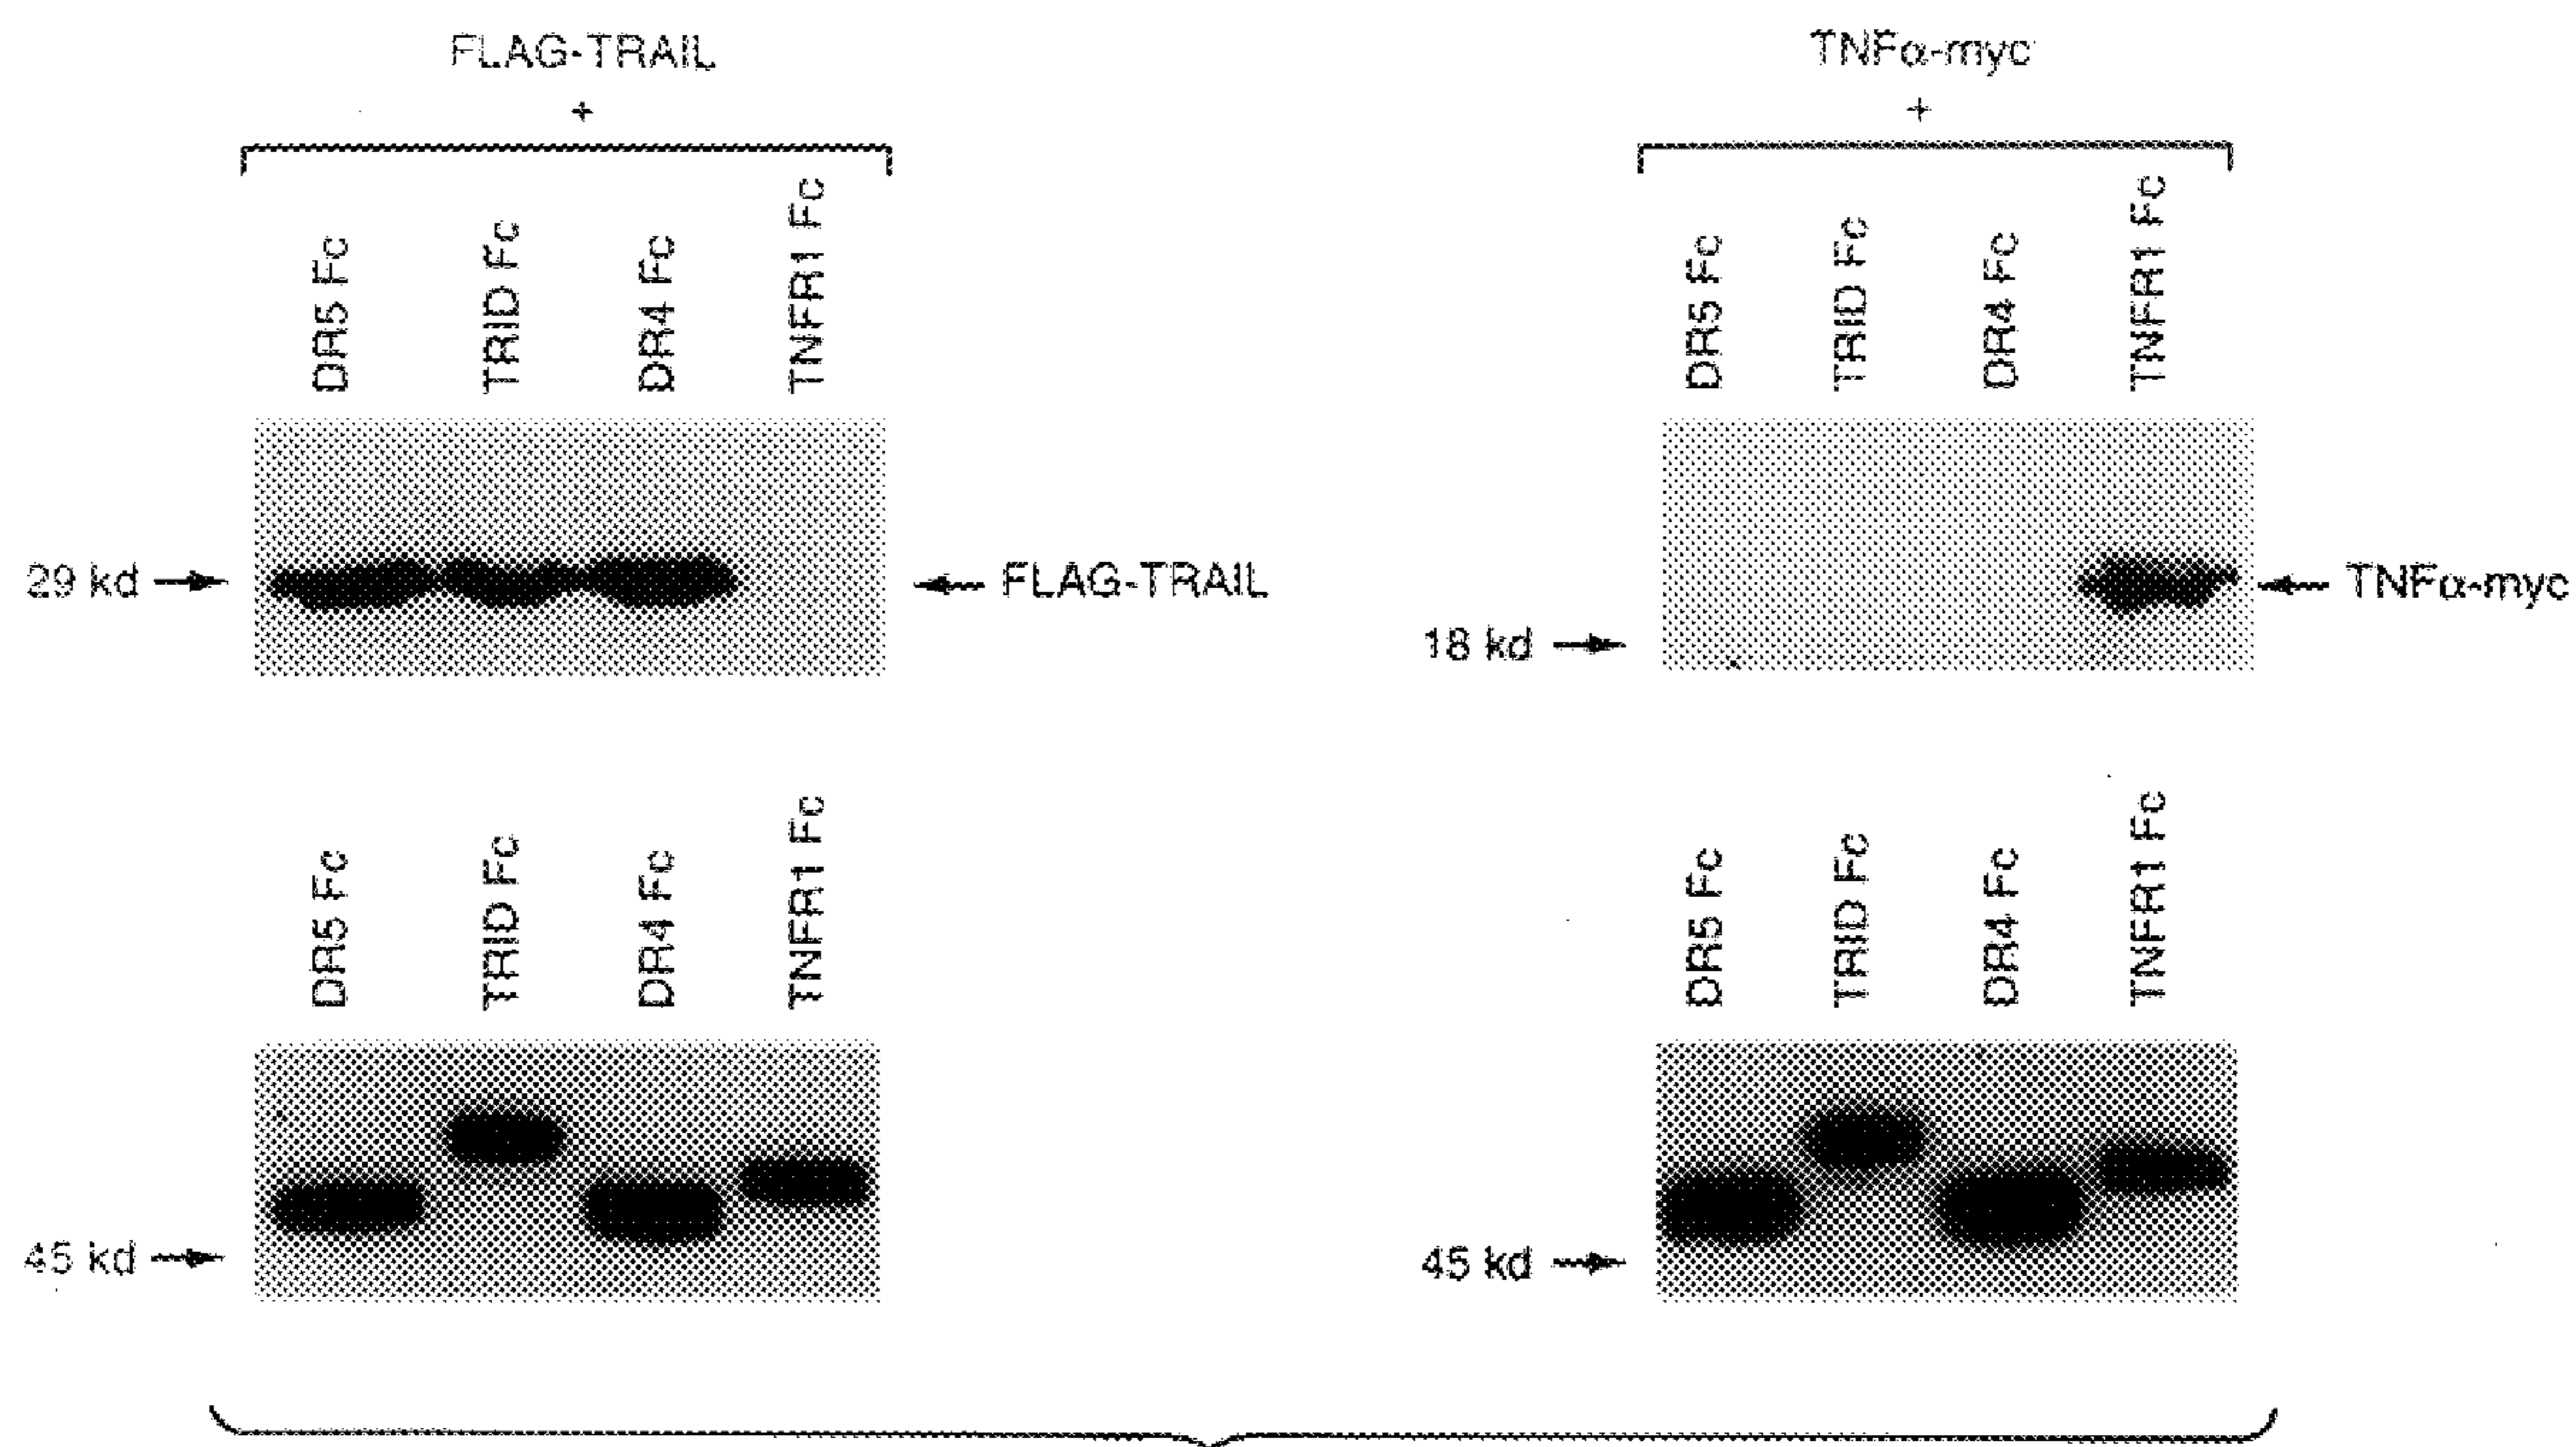 FLAG-TRAIL
+
DR5 Fc
TRID Fc
DR4 Fc
TNFR1 Fc
29 kd
FLAG-TRAIL
TNFα-myc
+
DR5 Fc
TRID Fc
DR4 Fc
TNFR1 Fc
18 kd
TNFα-myc
DR5 Fc
TRID Fc
DR4 Fc
TNFR1 Fc
45 kd
DR5 Fc
TRID Fc
DR4 Fc
TNFR1 Fc
45 kd